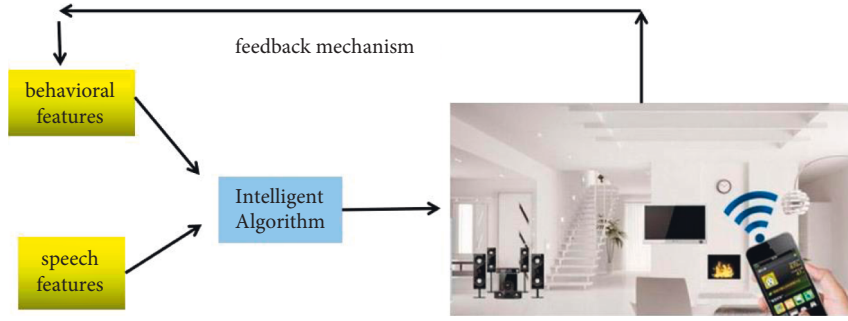 feedback mechanism
behavioral
features
Intelligent
Algorithm
speech
features